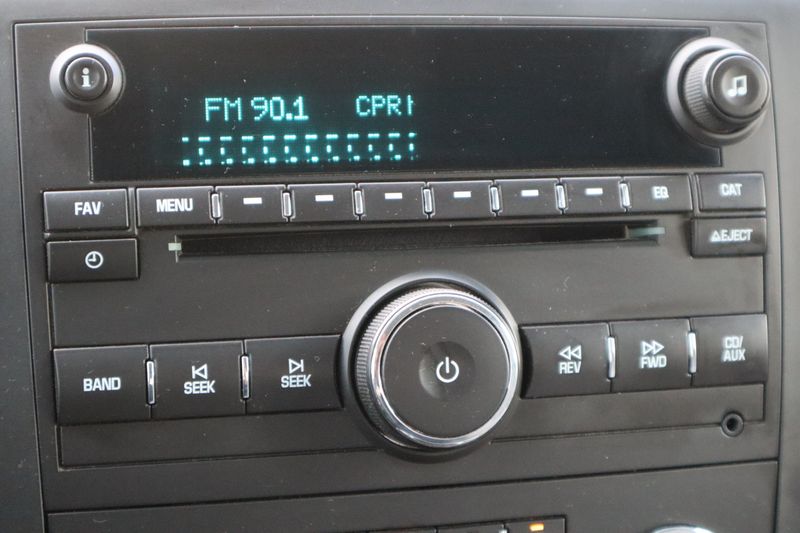 i
FM 90.1 CPR
FAV
MENU
EQ
CAT
EJECT
BAND
SEEK
SEEK
REV
FWD
CD/
AUX